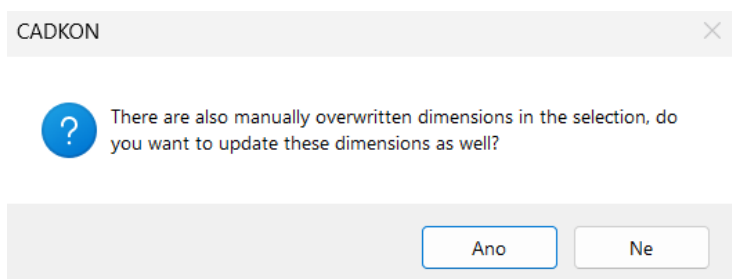 CADKON
There are also manually overwritten dimensions in the selection, do
you want to update these dimensions as well?
Ano
Ne